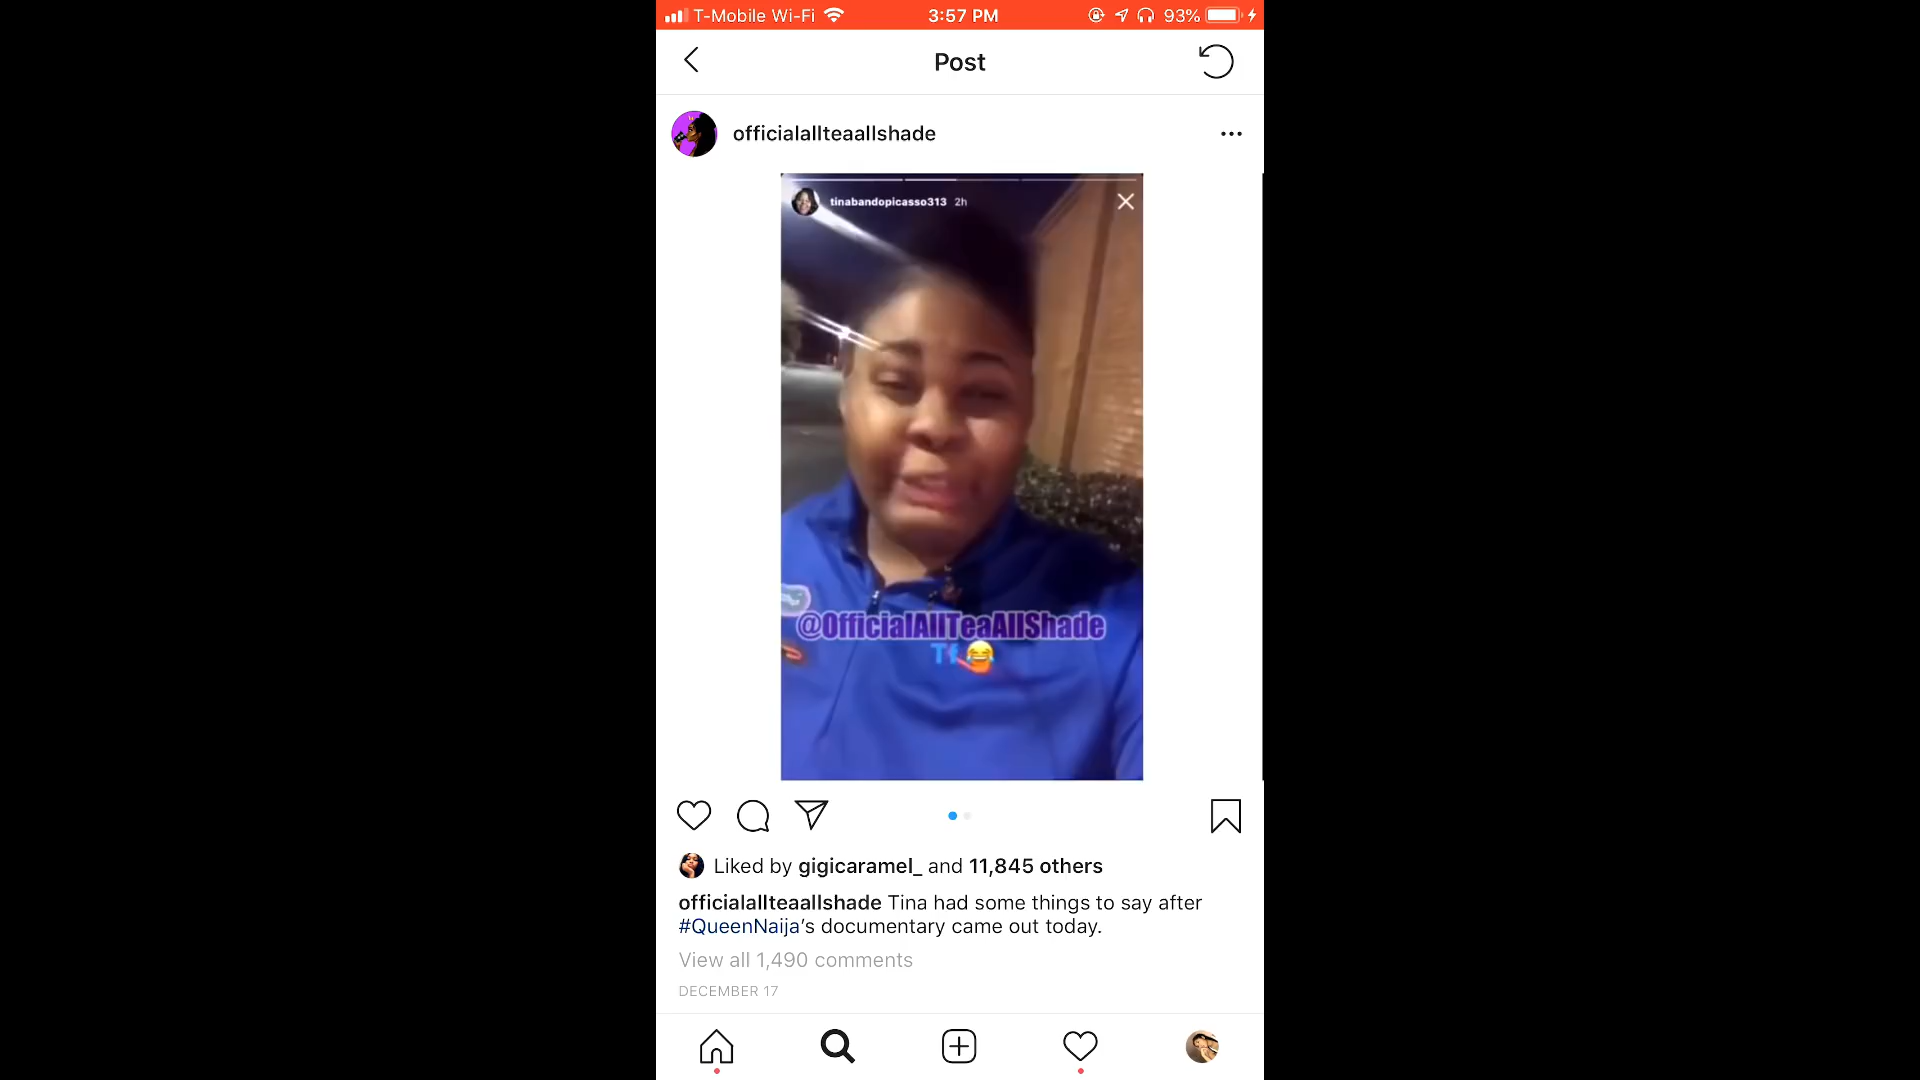 T-Mobile Wi-Fi 3:57 PM 93%
Post
officialallteaallshade
tinabandopicasso313 2h
@OfficialAllTeaAllShade
Tf😂
Liked by gigicaramel_ and 11,845 others
officialallteaallshade Tina had some things to say after
#QueenNaija's documentary came out today.
View all 1,490 comments
DECEMBER 17